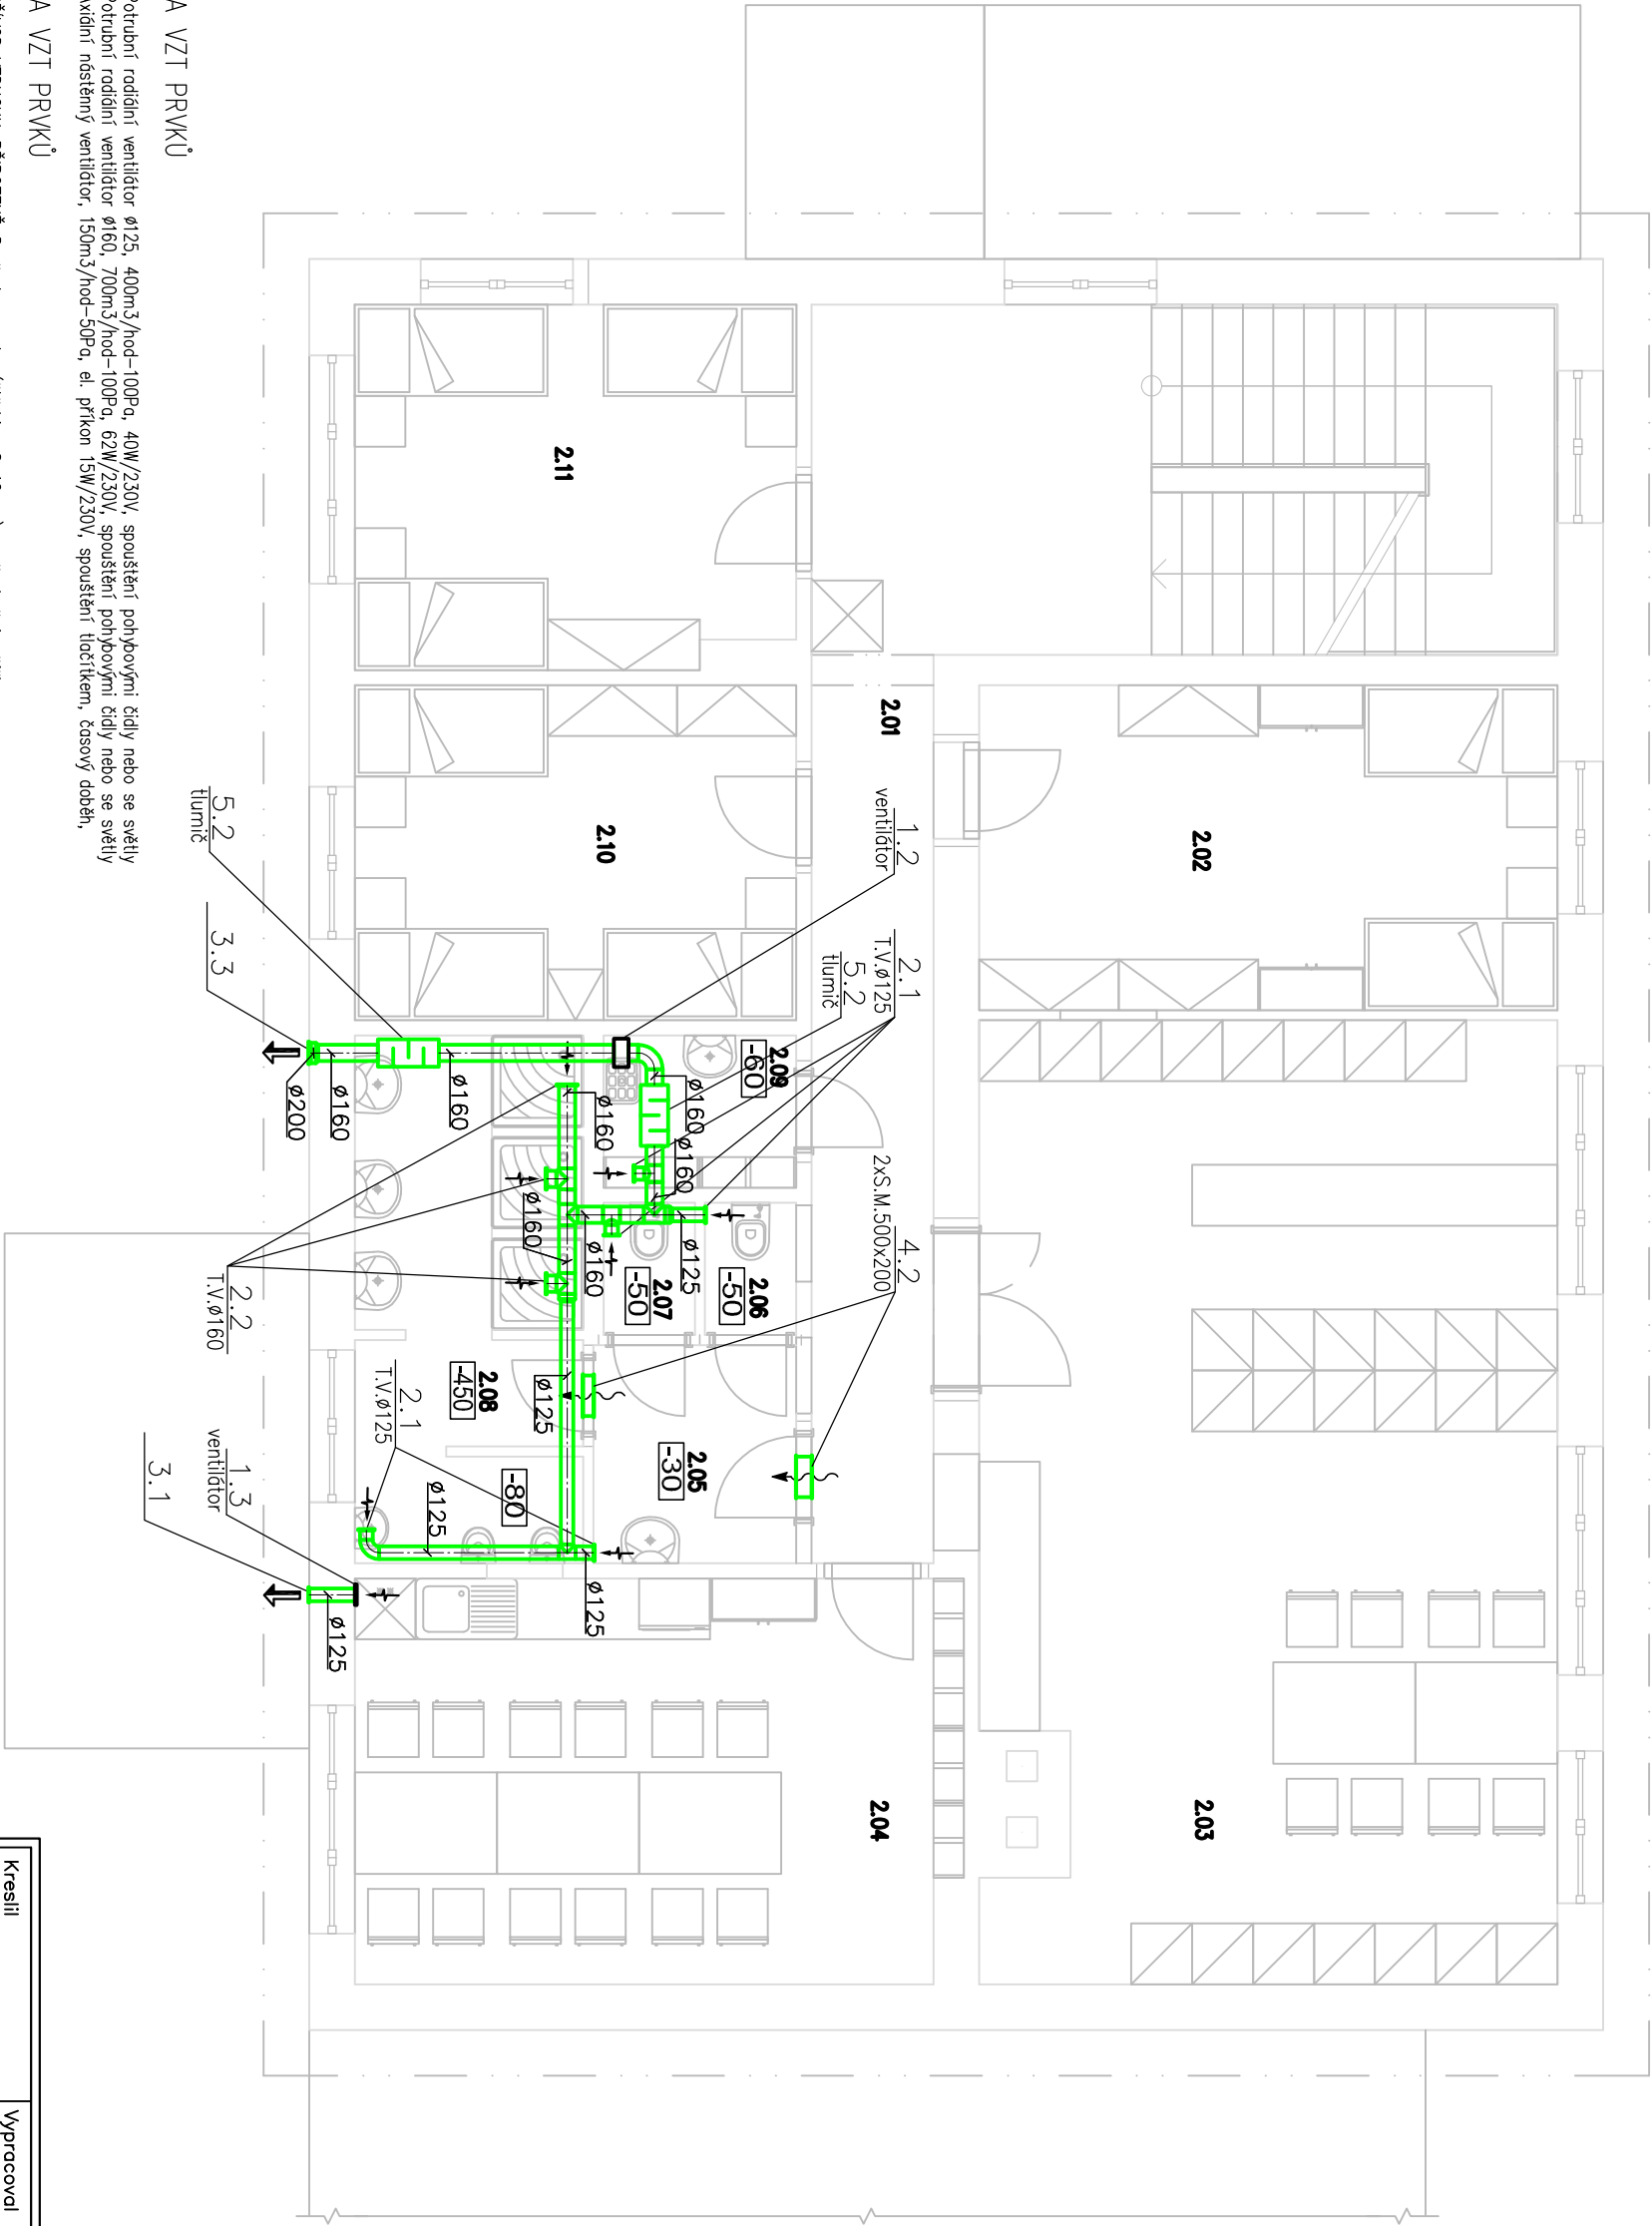 2.03
2.02
2.04
2.01
1.2
ventilátor
2.1
T.V.ø125
5.2
tlumič
4.2
2xS.M.500x200
2.09
-60
2.06
-50
2.07
-50
2.05
-30
2.10
2.11
ø160
ø160
ø125
ø160
ø160
ø160
ø125
ø125
2.08
-450
-80
ø160
ø125
2.1
T.V.ø125
ø160
ø200
ø125
2.2
T.V.ø160
1.3
ventilátor
3.1
5.2
tlumič
3.3
A VZT PRVKŮ
Potrubní radiální ventilátor ø125, 400m3/hod-100Pa, 40W/230V, spouštění pohybovými čidly nebo se světly
Potrubní radiální ventilátor ø160, 700m3/hod-100Pa, 62W/230V, spouštění pohybovými čidly nebo se světly
Axiální nástěnný ventilátor, 150m3/hod-50Pa, el. příkon 15W/230V, spouštění tlačítkem, časový doběh,
A VZT PRVKŮ
Kreslil
Vypracoval